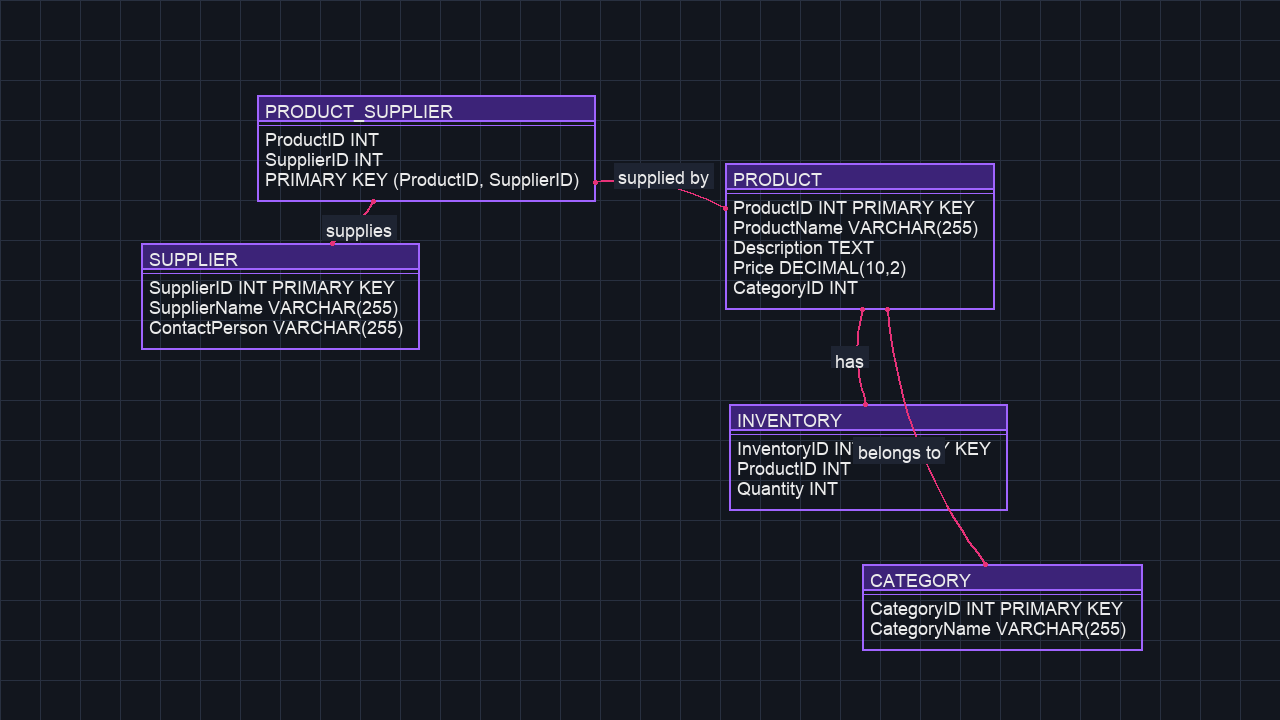 PRODUCT_SUPPLIER
ProductID INT
SupplierID INT
PRIMARY KEY (ProductID, SupplierID)
supplied by
PRODUCT
ProductID INT PRIMARY KEY
ProductName VARCHAR(255)
Description TEXT
Price DECIMAL(10,2)
CategoryID INT
supplies
SUPPLIER
SupplierID INT PRIMARY KEY
SupplierName VARCHAR(255)
ContactPerson VARCHAR(255)
has
INVENTORY
InventoryID KEY
belongs to
ProductID INT
Quantity INT
CATEGORY
CategoryID INT PRIMARY KEY
CategoryName VARCHAR(255)